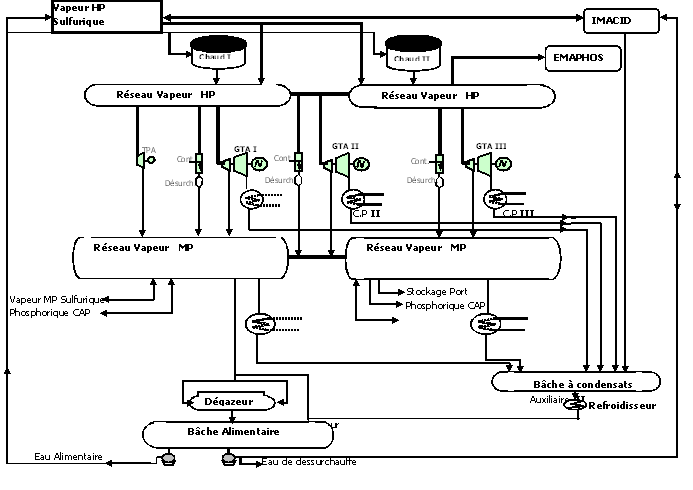 Vapeur HP
Sulfurique
IMACID
Chaud I
Chaud II
EMAPHOS
Réseau Vapeur HP
Réseau Vapeur HP
TPA
GTA I
GTA II
GTA III
Cont
Cont
Cont
Désurch
Désurch
Désurch
C.P II
C.P III
Réseau Vapeur MP
Réseau Vapeur MP
Vapeur MP Sulfurique
Phosphorique CAP
Stockage Port
Phosphorique CAP
Bâche à condensats
Auxiliaire
Refroidisseur
Dégazeur
Bâche Alimentaire
Eau Alimentaire
Eau de dessurchauffe